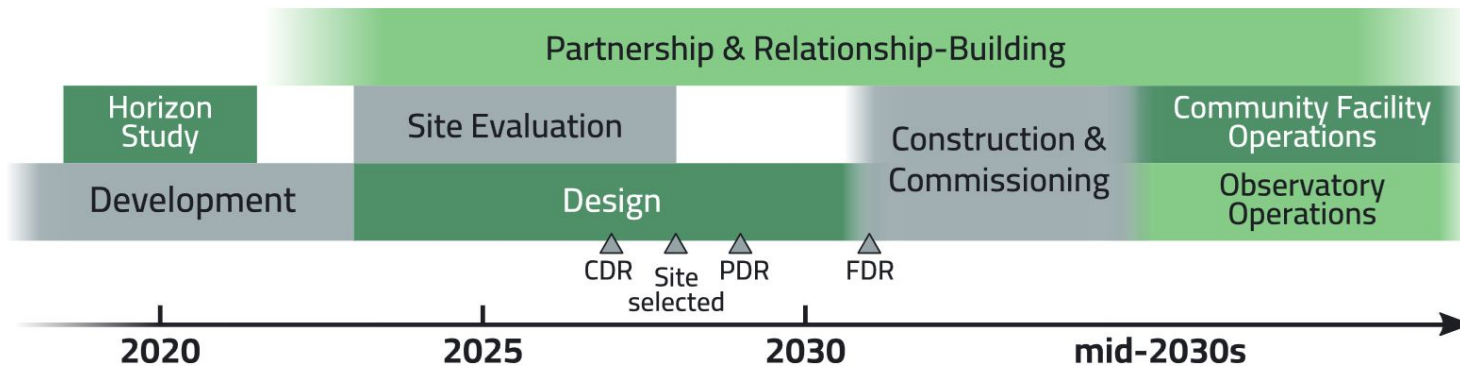 Partnership & Relationship-Building
Horizon
Study
Site Evaluation
Construction &
Commissioning
Community Facility
Operations
Development
Design
Observatory
Operations
CDR
Site
selected
PDR
FDR
2020
2025
2030
mid-2030s